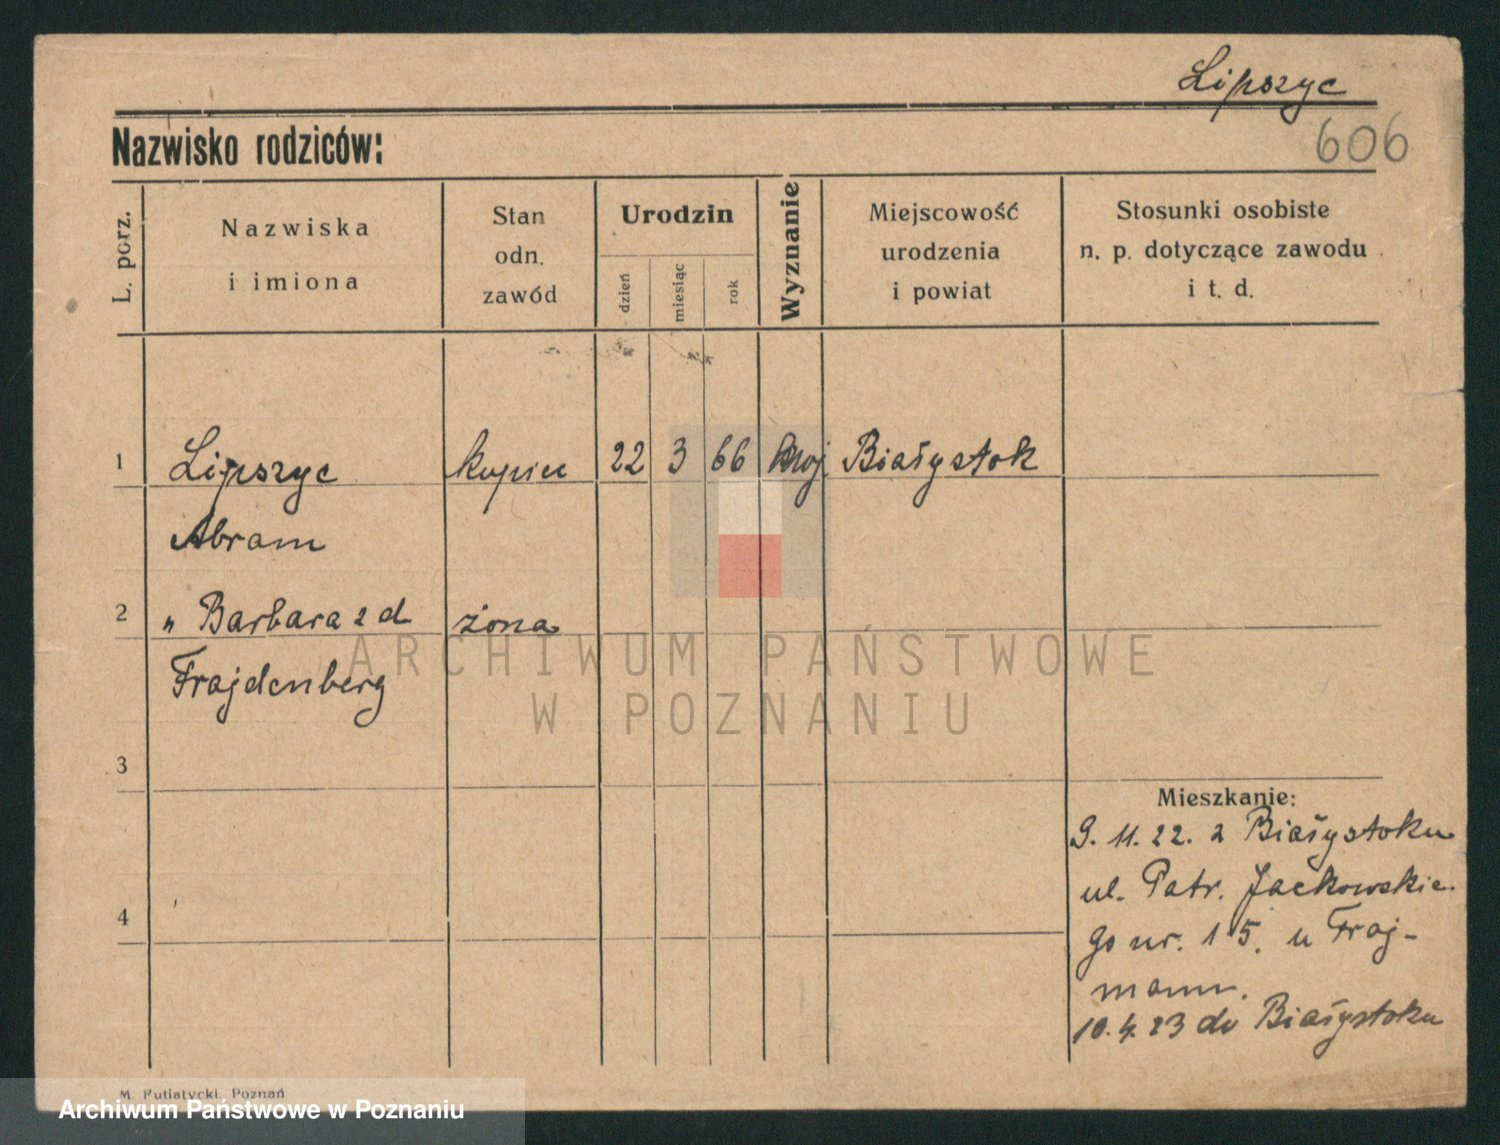 Lipszyc
606
Nazwisko rodziców:
L. porz.
Nazwiska
i imiona
Stan
odn.
zawód
Urodzin
dzień
miesiąc
rok
Wyznanie
Miejscowość
urodzenia
i powiat
Stosunki osobiste
n. p. dotyczące zawodu
i t. d.
1 Lipszyc kupiec 22 3 66 Białystok
Abram
2 " Barbara z d żona
Frajdenberg
3
4
Mieszkanie:
9. 11. 22. z Białystoku
ul. Patr. Jackowskie-
go nr. 15. u Fraj-
mann.
10. 4. 23 do Białystoku
ARCHIWUM PAŃSTWOWE
W POZNANIU
M. Putiatycki, Poznań
Archiwum Państwowe w Poznaniu